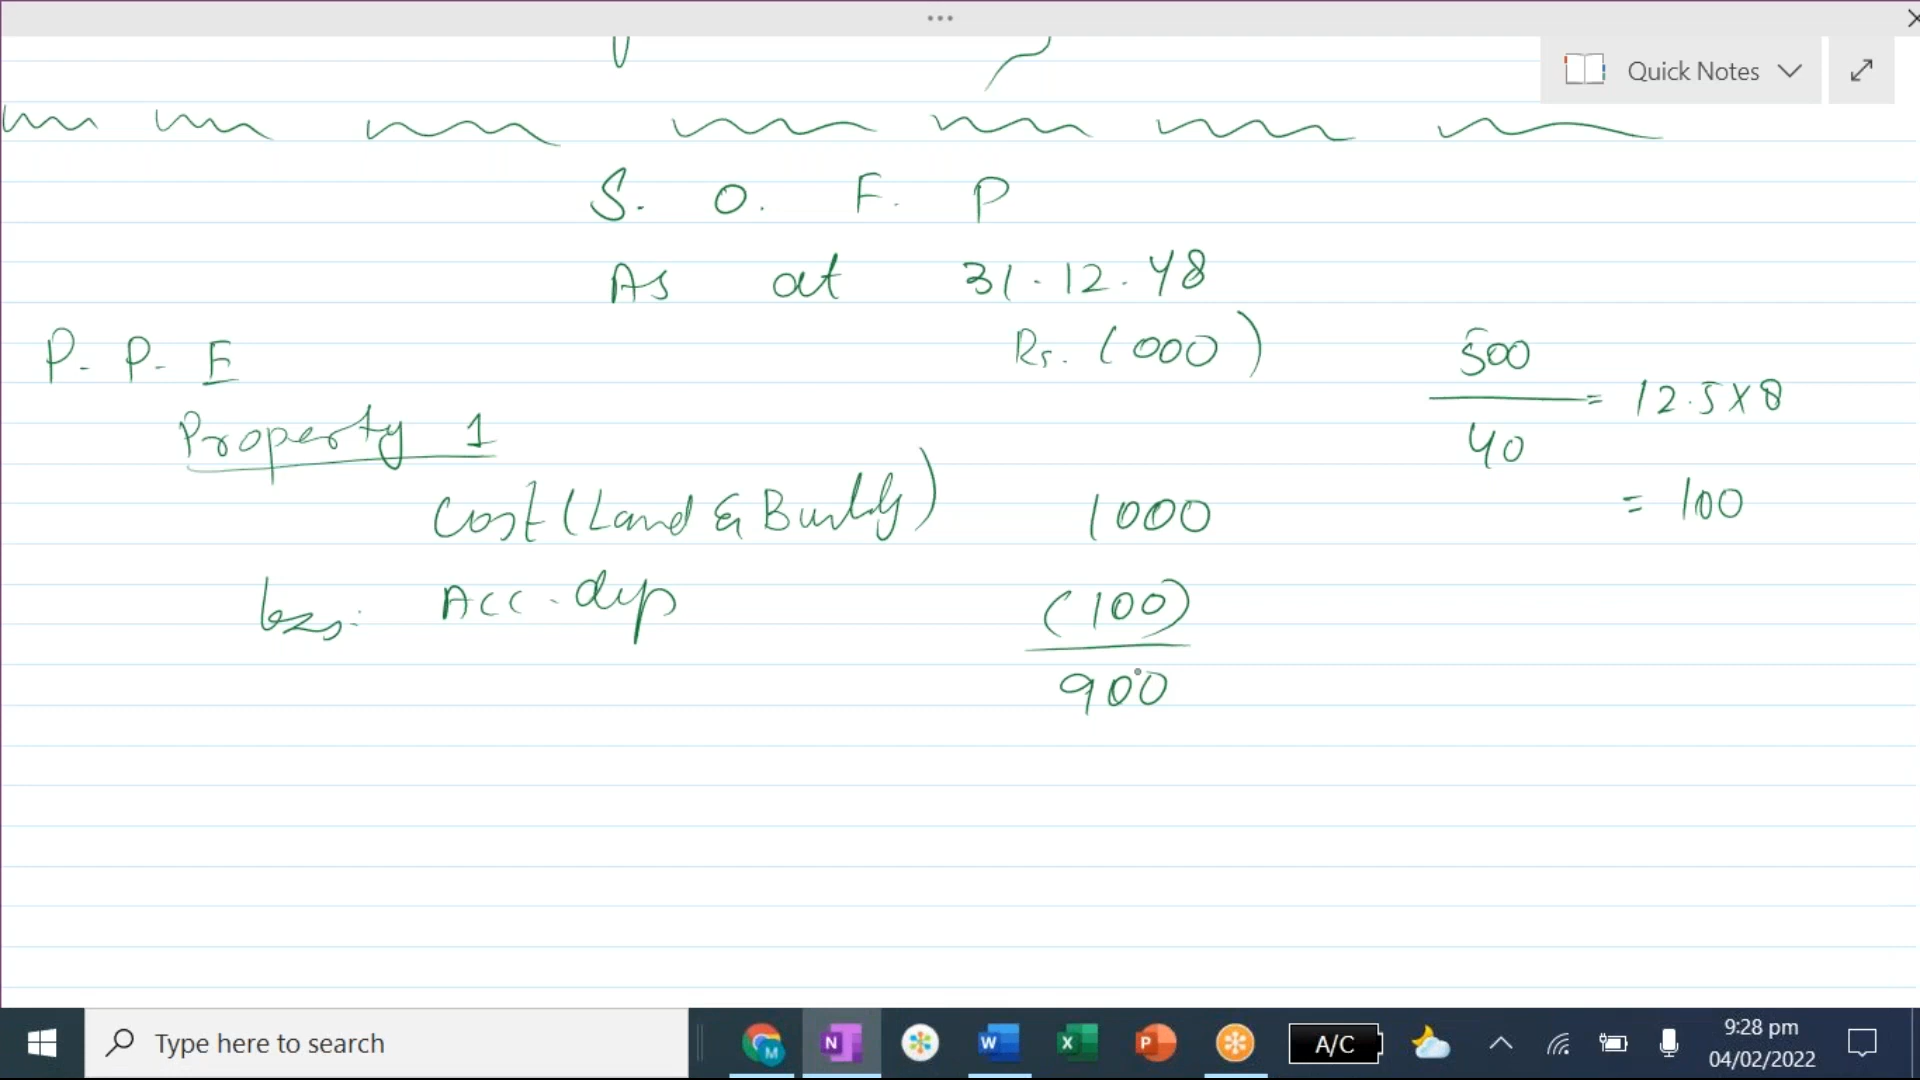 Quick Notes
S. O. F. P
As at 31.12.48
Rs. (000)
P. P. E
Property 1
Cost (Land & Buildg) 1000
less: Acc. dep (100)
900
500
40
= 12.5 X 8
= 100
Type here to search
M
N
W
X
P
A/C
9:28 pm
04/02/2022